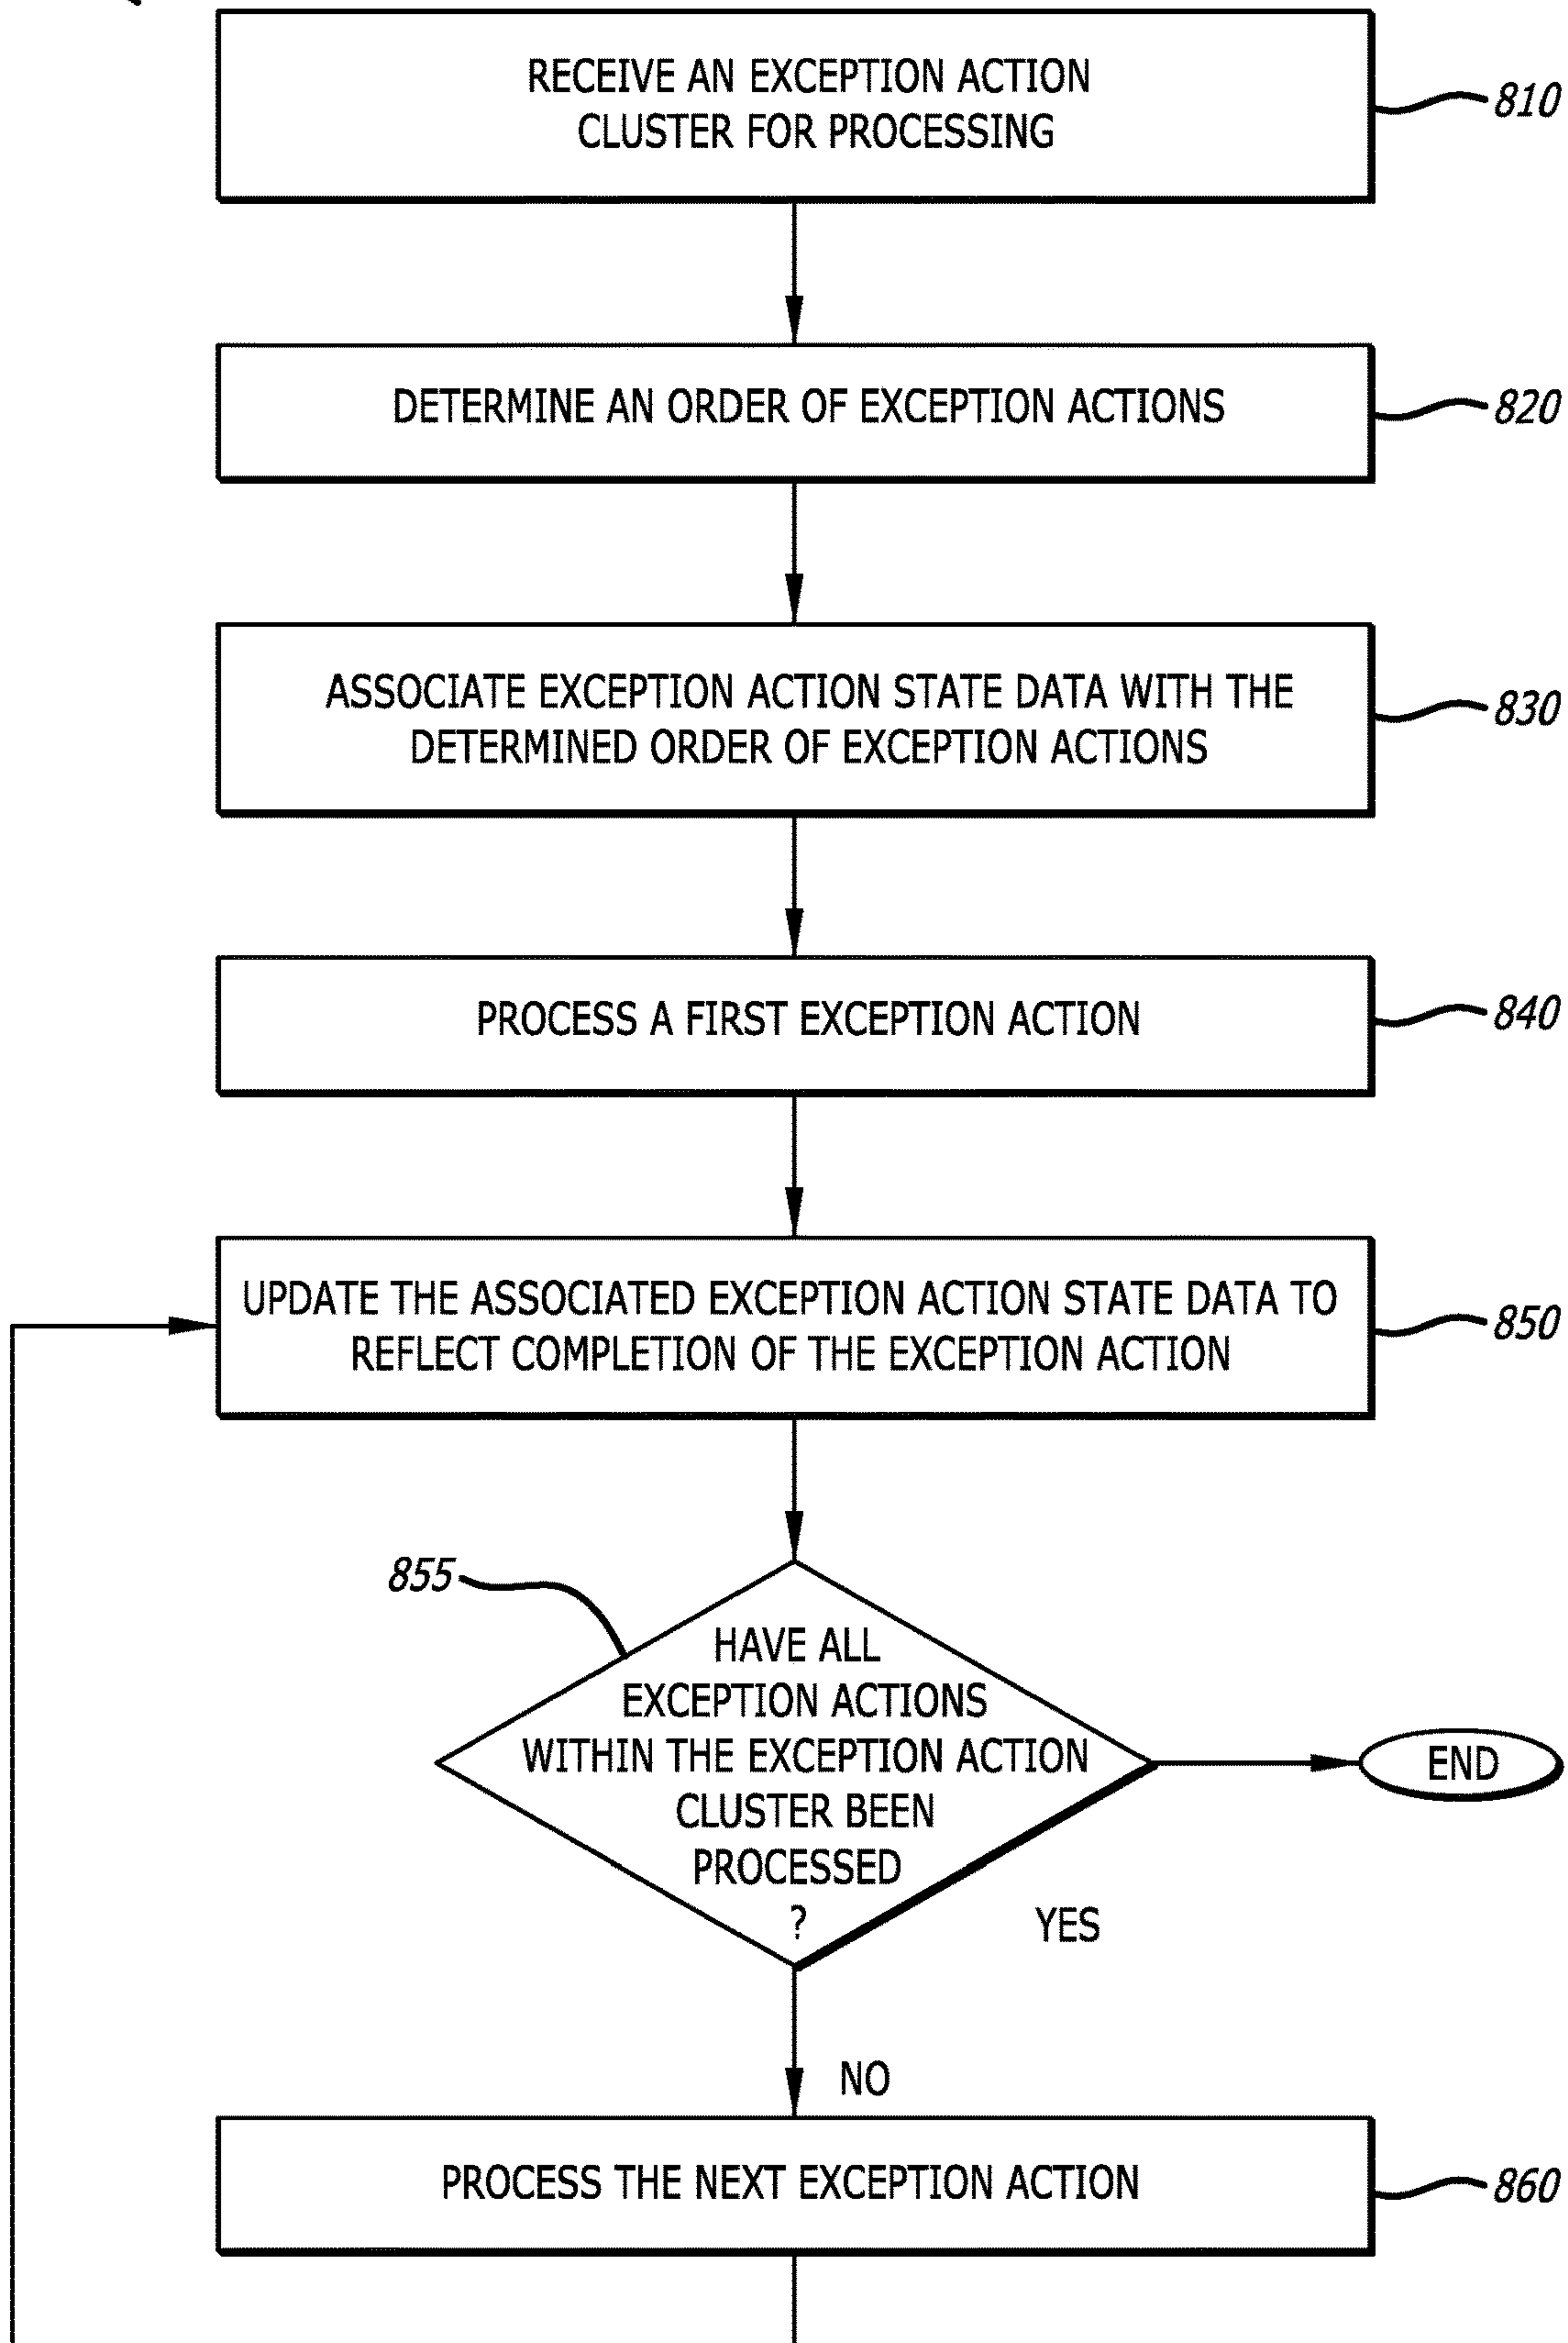 RECEIVE AN EXCEPTION ACTION
CLUSTER FOR PROCESSING
810
DETERMINE AN ORDER OF EXCEPTION ACTIONS
820
ASSOCIATE EXCEPTION ACTION STATE DATA WITH THE
DETERMINED ORDER OF EXCEPTION ACTIONS
830
PROCESS A FIRST EXCEPTION ACTION
840
UPDATE THE ASSOCIATED EXCEPTION ACTION STATE DATA TO
REFLECT COMPLETION OF THE EXCEPTION ACTION
850
855
HAVE ALL
EXCEPTION ACTIONS
WITHIN THE EXCEPTION ACTION
CLUSTER BEEN
PROCESSED
?
END
YES
NO
PROCESS THE NEXT EXCEPTION ACTION
860